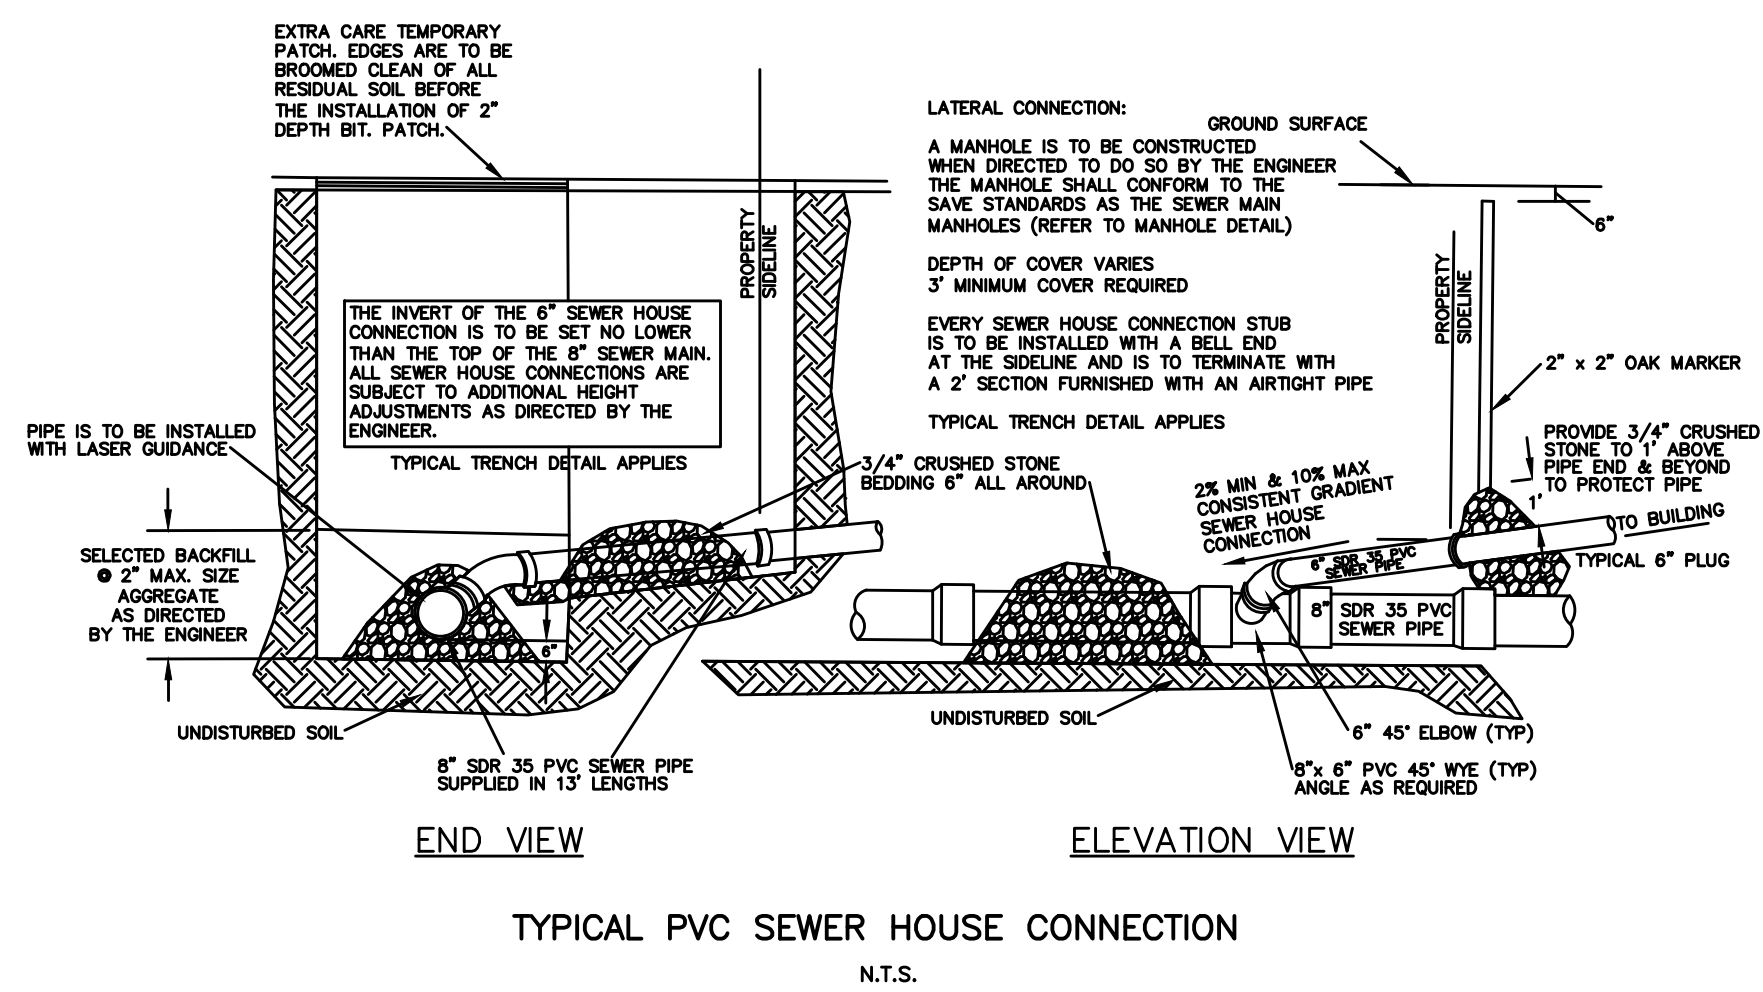 EXTRA CARE TEMPORARY
PATCH. EDGES ARE TO BE
BROOMED CLEAN OF ALL
RESIDUAL SOIL BEFORE
THE INSTALLATION OF 2"
DEPTH BIT. PATCH.
PROPERTY
SIDELINE
THE INVERT OF THE 6" SEWER HOUSE
CONNECTION IS TO BE SET NO LOWER
THAN THE TOP OF THE 8" SEWER MAIN.
ALL SEWER HOUSE CONNECTIONS ARE
SUBJECT TO ADDITIONAL HEIGHT
ADJUSTMENTS AS DIRECTED BY THE
ENGINEER.
TYPICAL TRENCH DETAIL APPLIES
PIPE IS TO BE INSTALLED
WITH LASER GUIDANCE
SELECTED BACKFILL
@ 2" MAX. SIZE
AGGREGATE
AS DIRECTED
BY THE ENGINEER
6"
UNDISTURBED SOIL
8" SDR 35 PVC SEWER PIPE
SUPPLIED IN 13' LENGTHS
3/4" CRUSHED STONE
BEDDING 6" ALL AROUND
END VIEW
LATERAL CONNECTION:
A MANHOLE IS TO BE CONSTRUCTED
WHEN DIRECTED TO DO SO BY THE ENGINEER
THE MANHOLE SHALL CONFORM TO THE
SAVE STANDARDS AS THE SEWER MAIN
MANHOLES (REFER TO MANHOLE DETAIL)
DEPTH OF COVER VARIES
3' MINIMUM COVER REQUIRED
EVERY SEWER HOUSE CONNECTION STUB
IS TO BE INSTALLED WITH A BELL END
AT THE SIDELINE AND IS TO TERMINATE WITH
A 2' SECTION FURNISHED WITH AN AIRTIGHT PIPE
TYPICAL TRENCH DETAIL APPLIES
GROUND SURFACE
6"
PROPERTY
SIDELINE
2" x 2" OAK MARKER
PROVIDE 3/4" CRUSHED
STONE TO 1' ABOVE
PIPE END & BEYOND
TO PROTECT PIPE
1'
2% MIN & 10% MAX
CONSISTENT GRADIENT
SEWER HOUSE
CONNECTION
TO BUILDING
TYPICAL 6" PLUG
6" SDR 35 PVC
SEWER PIPE
8" SDR 35 PVC
SEWER PIPE
UNDISTURBED SOIL
6" 45° ELBOW (TYP)
8"x 6" PVC 45° WYE (TYP)
ANGLE AS REQUIRED
ELEVATION VIEW
TYPICAL PVC SEWER HOUSE CONNECTION
N.T.S.